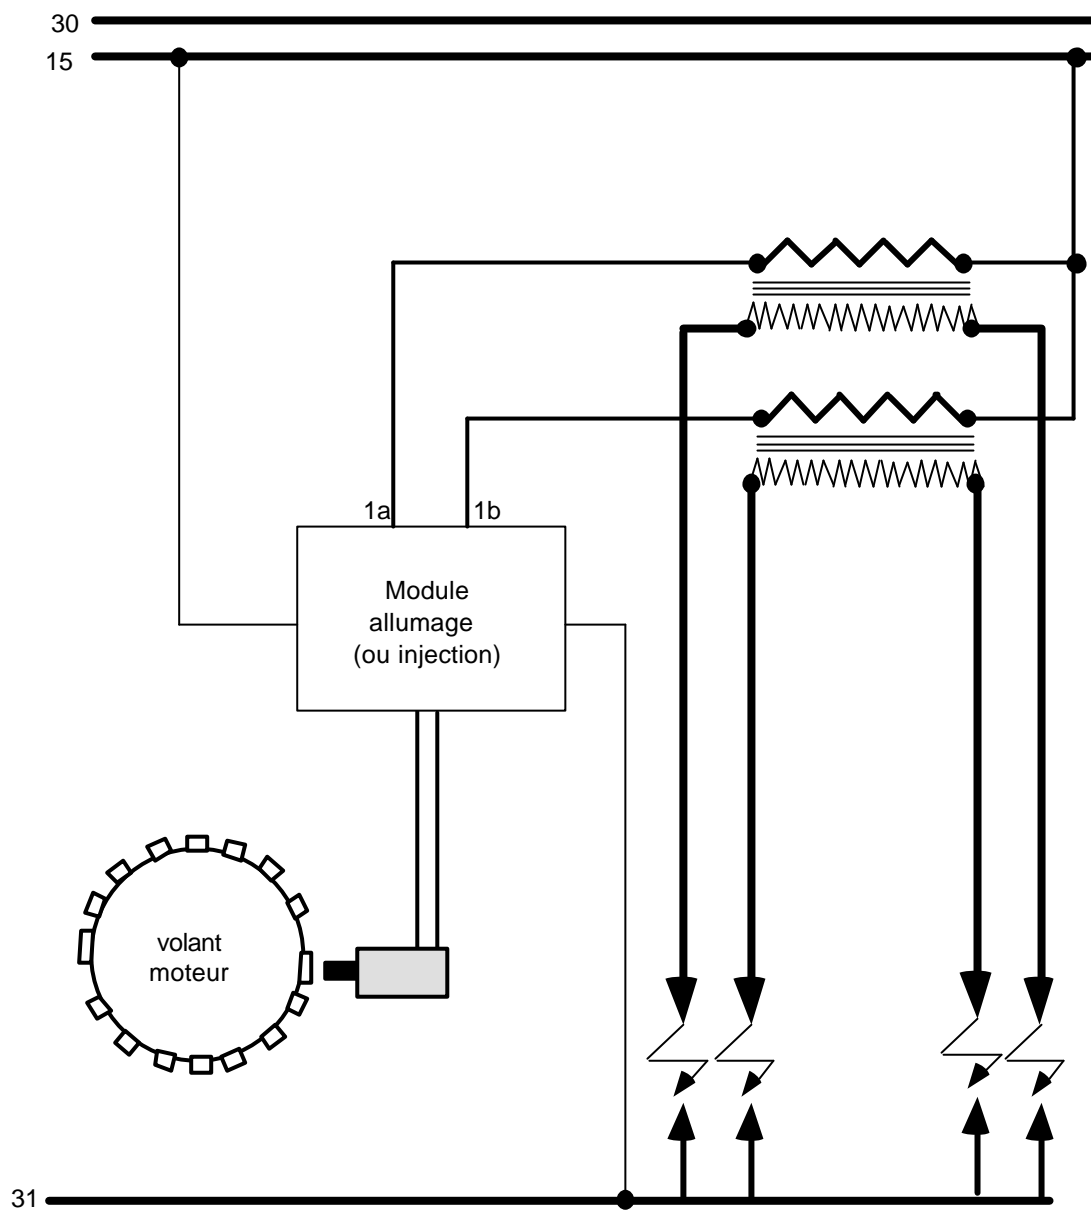 30
15
1a
1b
Module
allumage
(ou injection)
volant
moteur
31